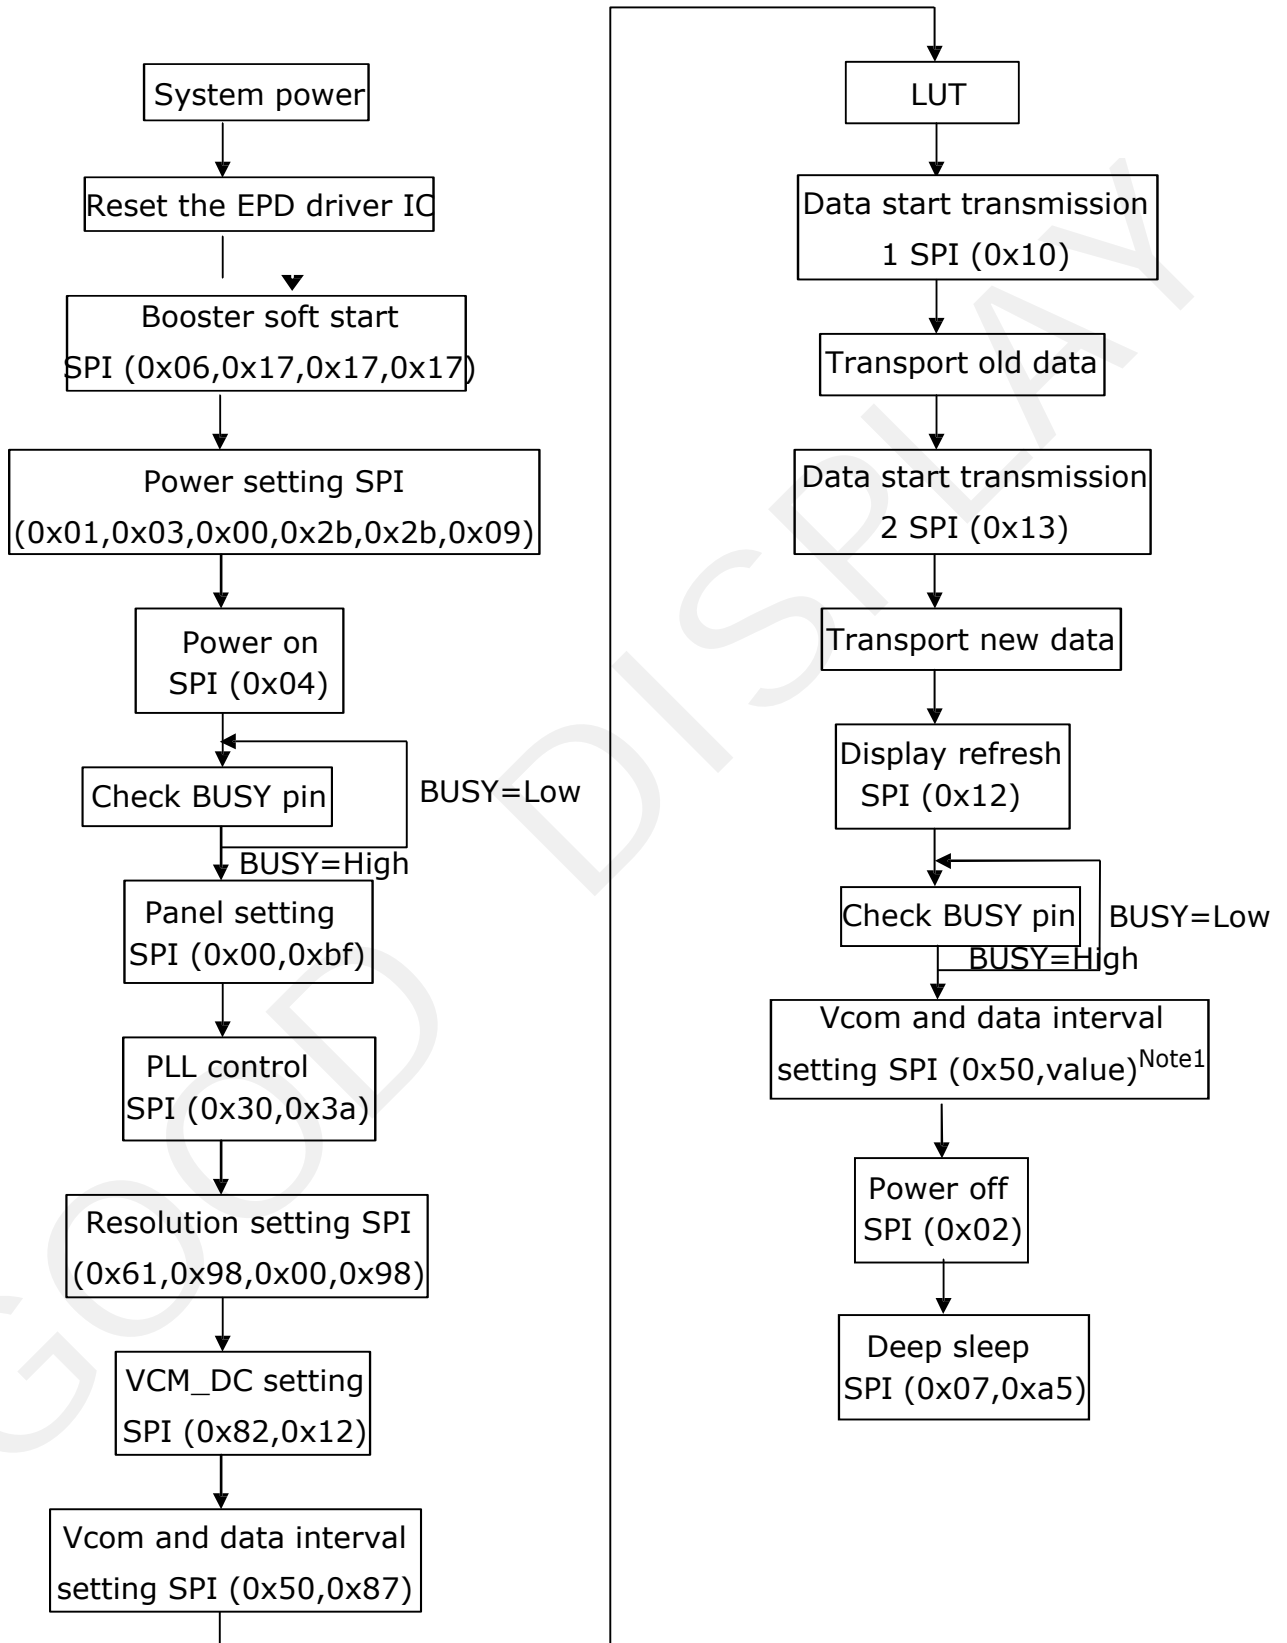 System power
Reset the EPD driver IC
Booster soft start
SPI (0x06,0x17,0x17,0x17)
Power setting SPI
(0x01,0x03,0x00,0x2b,0x2b,0x09)
Power on
SPI (0x04)
Check BUSY pin
BUSY=Low
BUSY=High
Panel setting
SPI (0x00,0xbf)
PLL control
SPI (0x30,0x3a)
Resolution setting SPI
(0x61,0x98,0x00,0x98)
VCM_DC setting
SPI (0x82,0x12)
Vcom and data interval
setting SPI (0x50,0x87)
LUT
Data start transmission
1 SPI (0x10)
Transport old data
Data start transmission
2 SPI (0x13)
Transport new data
Display refresh
SPI (0x12)
Check BUSY pin
BUSY=Low
BUSY=High
Vcom and data interval
setting SPI (0x50,value)Note1
Power off
SPI (0x02)
Deep sleep
SPI (0x07,0xa5)
GOOD DISPLAY